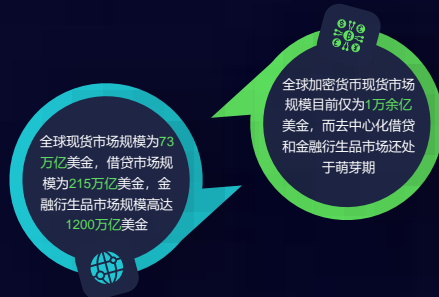 全球现货市场规模为73
万亿美金，借贷市场规
模为215万亿美金，金
融衍生品市场规模高达
1200万亿美金
全球加密货币现货市场
规模目前仅为1万余亿
美金，而去中心化借贷
和金融衍生品市场还处
于萌芽期